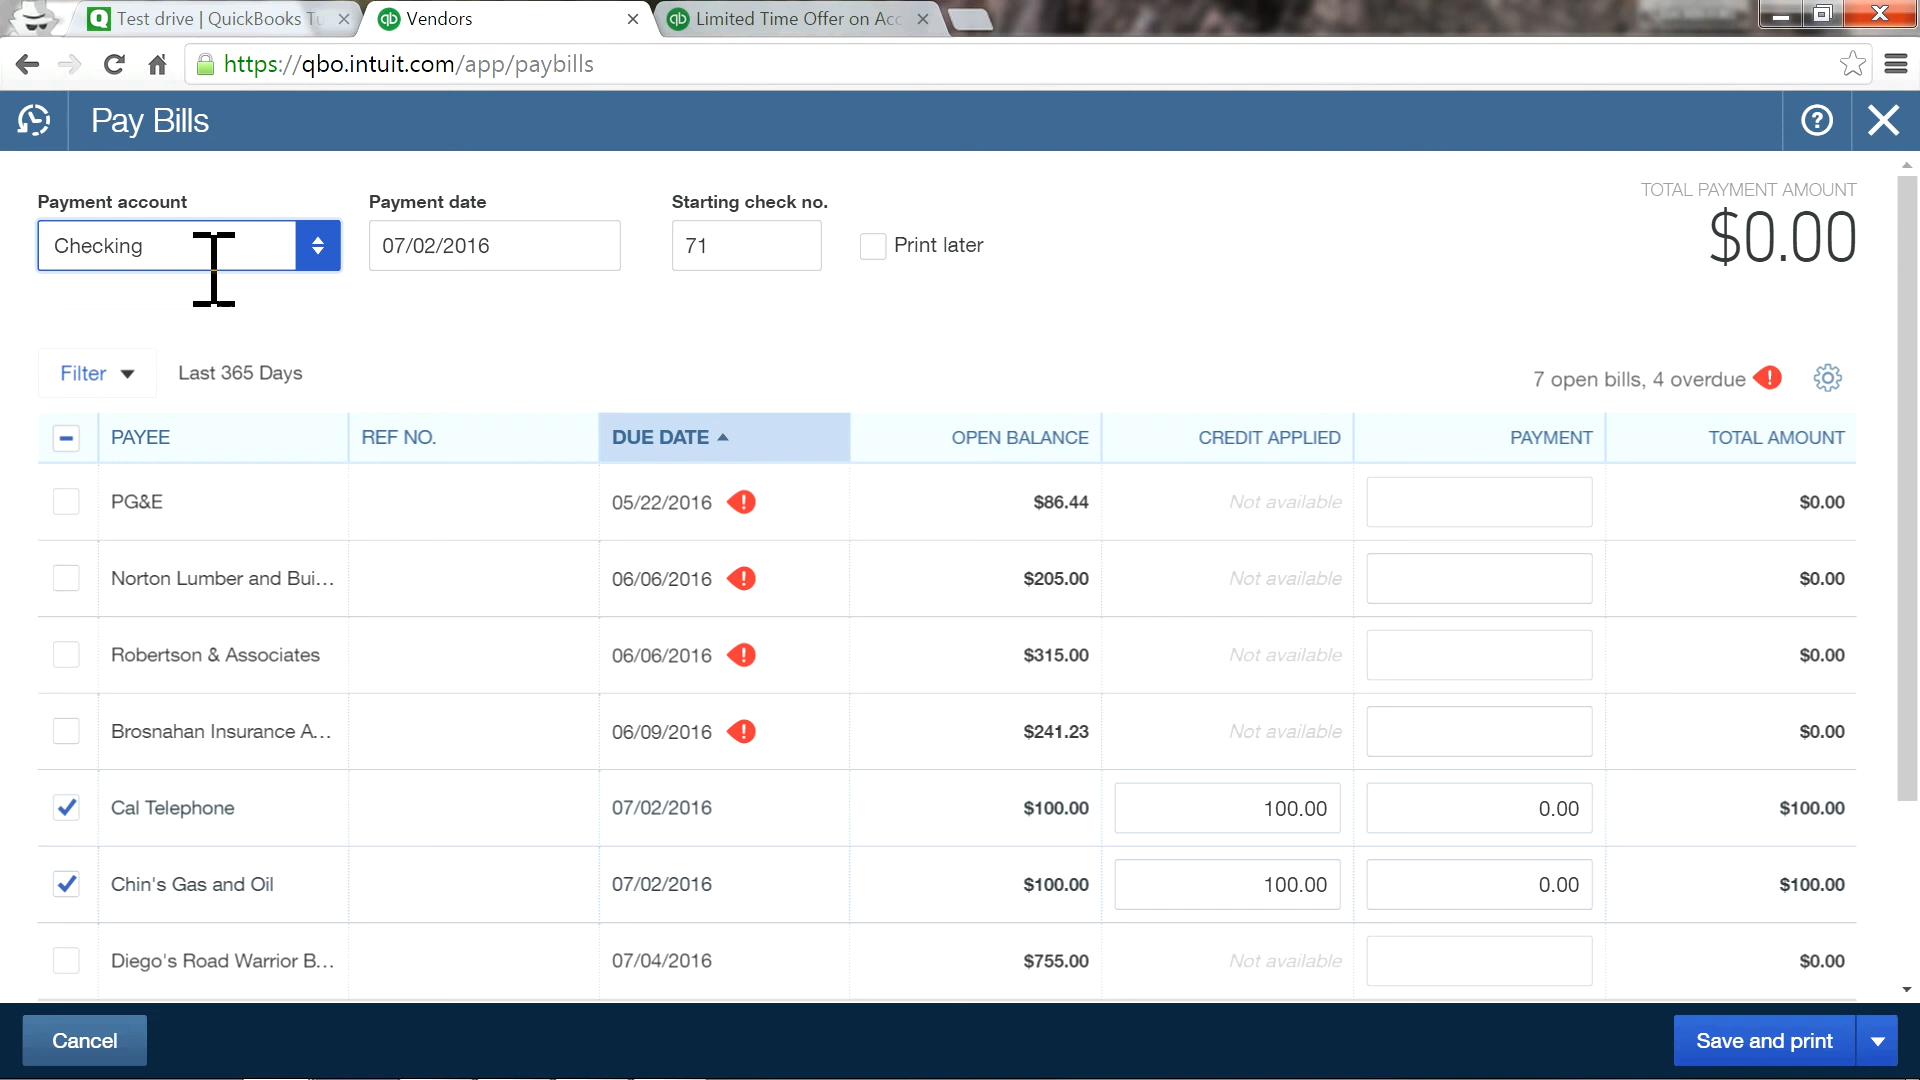 Test drive | QuickBooks Tu
Vendors
Limited Time Offer on Acc
https://qbo.intuit.com/app/paybills
Pay Bills
Payment account
Payment date
Starting check no.
TOTAL PAYMENT AMOUNT
Checking
07/02/2016
71
Print later
$0.00
Filter
Last 365 Days
7 open bills, 4 overdue
PAYEE REF NO. DUE DATE OPEN BALANCE CREDIT APPLIED PAYMENT TOTAL AMOUNT
PG&E 05/22/2016 $86.44 Not available $0.00
Norton Lumber and Bui... 06/06/2016 $205.00 Not available $0.00
Robertson & Associates 06/06/2016 $315.00 Not available $0.00
Brosnahan Insurance A... 06/09/2016 $241.23 Not available $0.00
Cal Telephone 07/02/2016 $100.00 100.00 0.00 $100.00
Chin's Gas and Oil 07/02/2016 $100.00 100.00 0.00 $100.00
Diego's Road Warrior B... 07/04/2016 $755.00 Not available $0.00
Cancel
Save and print